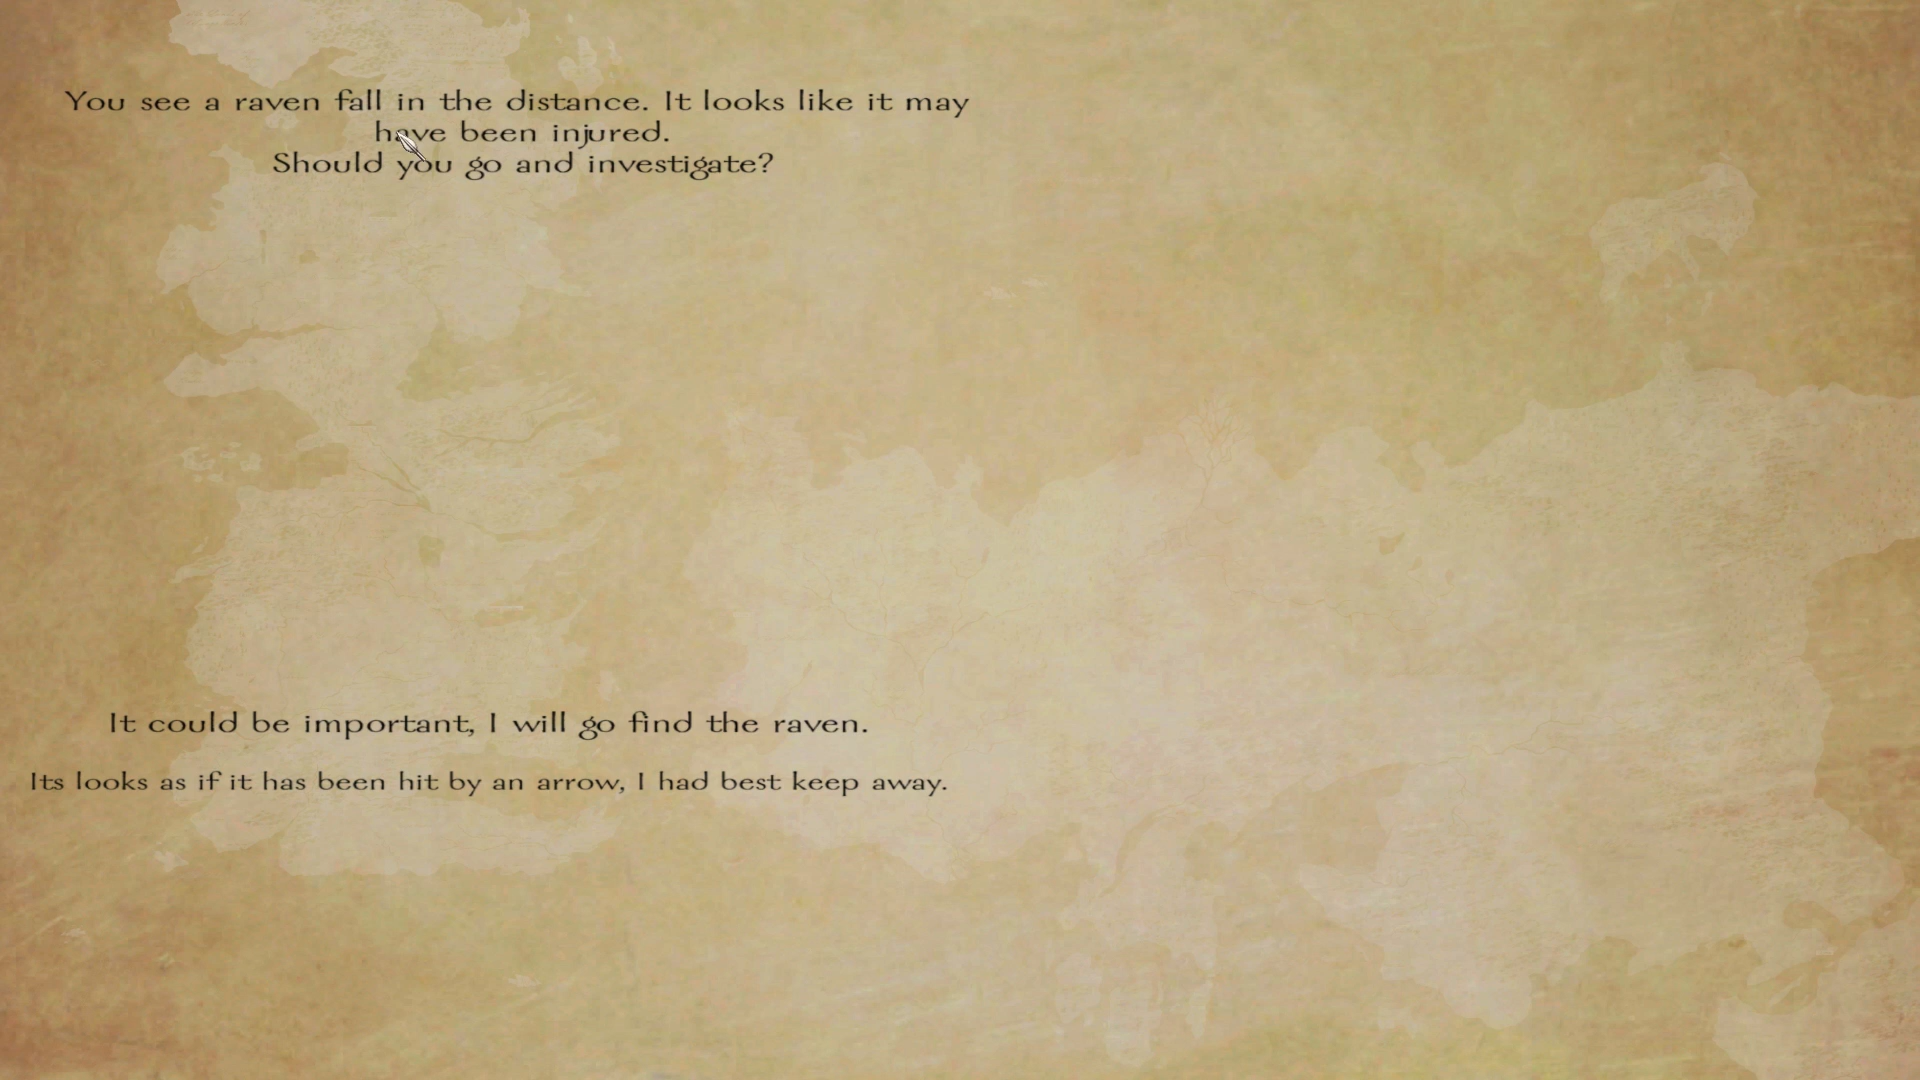 You see a raven fall in the distance. It looks like it may
have been injured.
Should you go and investigate?
It could be important, I will go find the raven.
Its looks as if it has been hit by an arrow, I had best keep away.